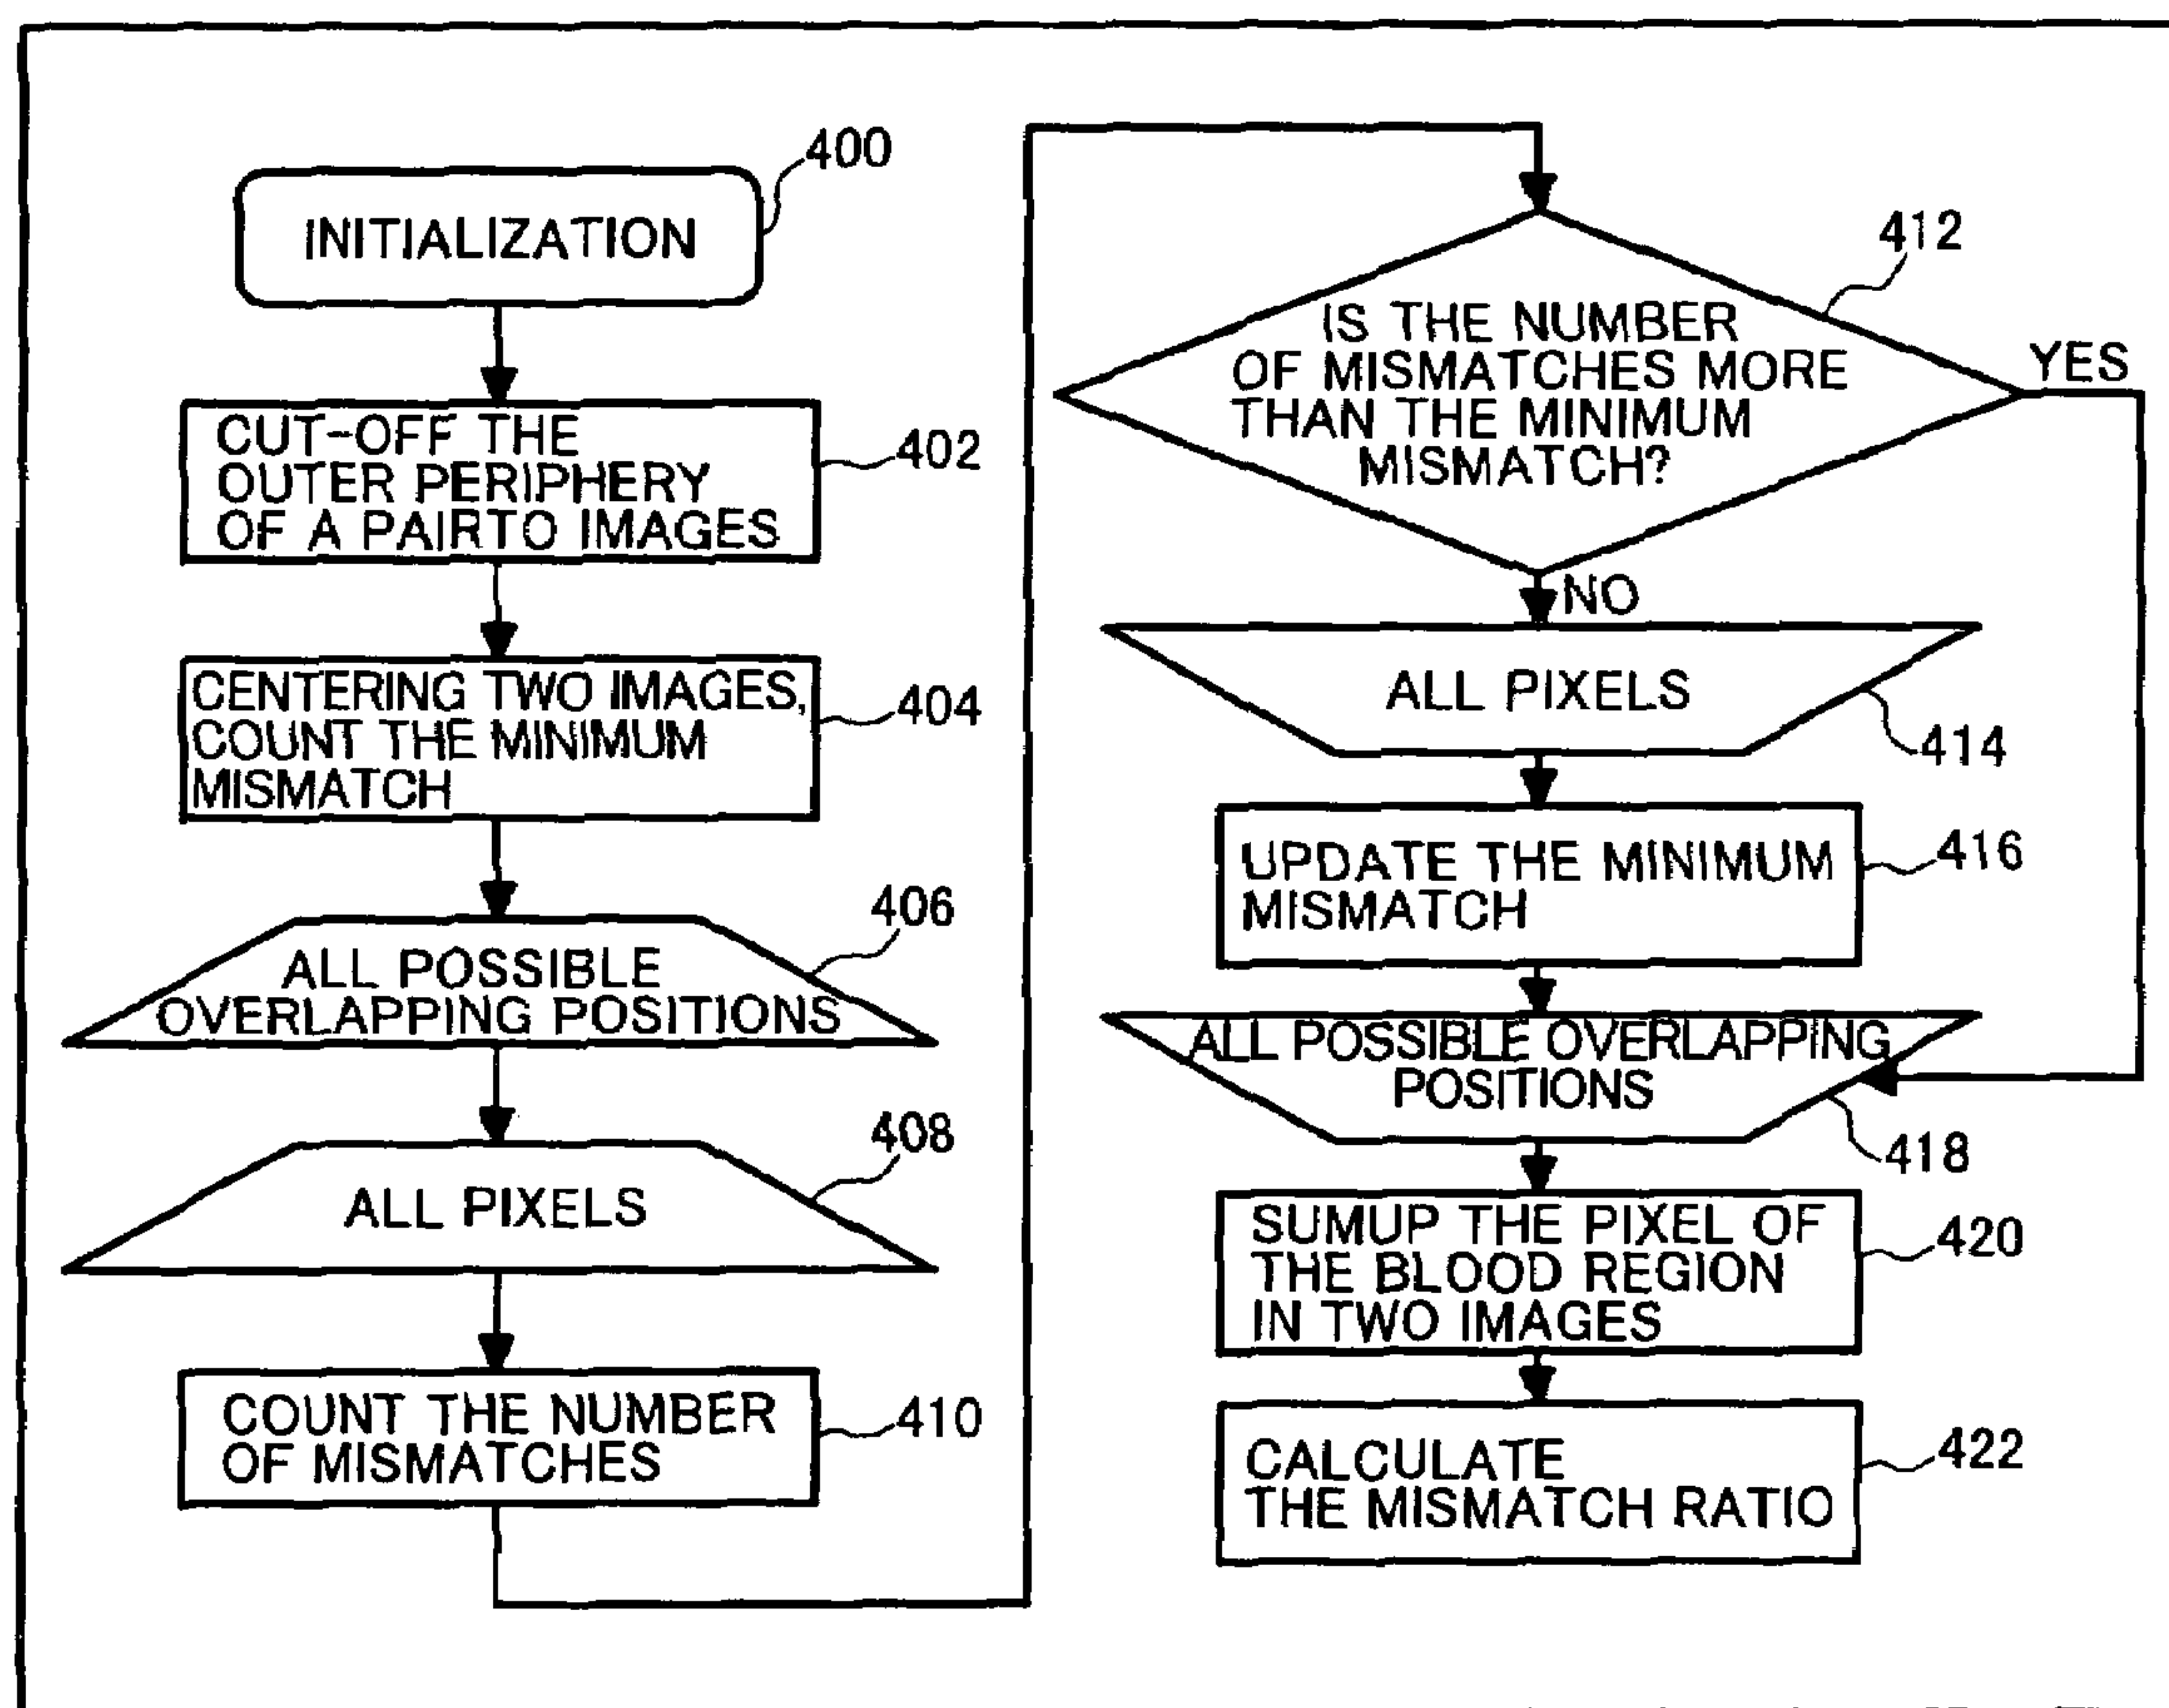 400
INITIALIZATION
CUT-OFF THE
OUTER PERIPHERY
OF A PAIRTO IMAGES
402
CENTERING TWO IMAGES,
COUNT THE MINIMUM
MISMATCH
404
406
ALL POSSIBLE
OVERLAPPING POSITIONS
408
ALL PIXELS
COUNT THE NUMBER
OF MISMATCHES
410
412
IS THE NUMBER
OF MISMATCHES MORE
THAN THE MINIMUM
MISMATCH?
YES
NO
ALL PIXELS
414
UPDATE THE MINIMUM
MISMATCH
416
ALL POSSIBLE OVERLAPPING
POSITIONS
418
SUMUP THE PIXEL OF
THE BLOOD REGION
IN TWO IMAGES
420
CALCULATE
THE MISMATCH RATIO
422